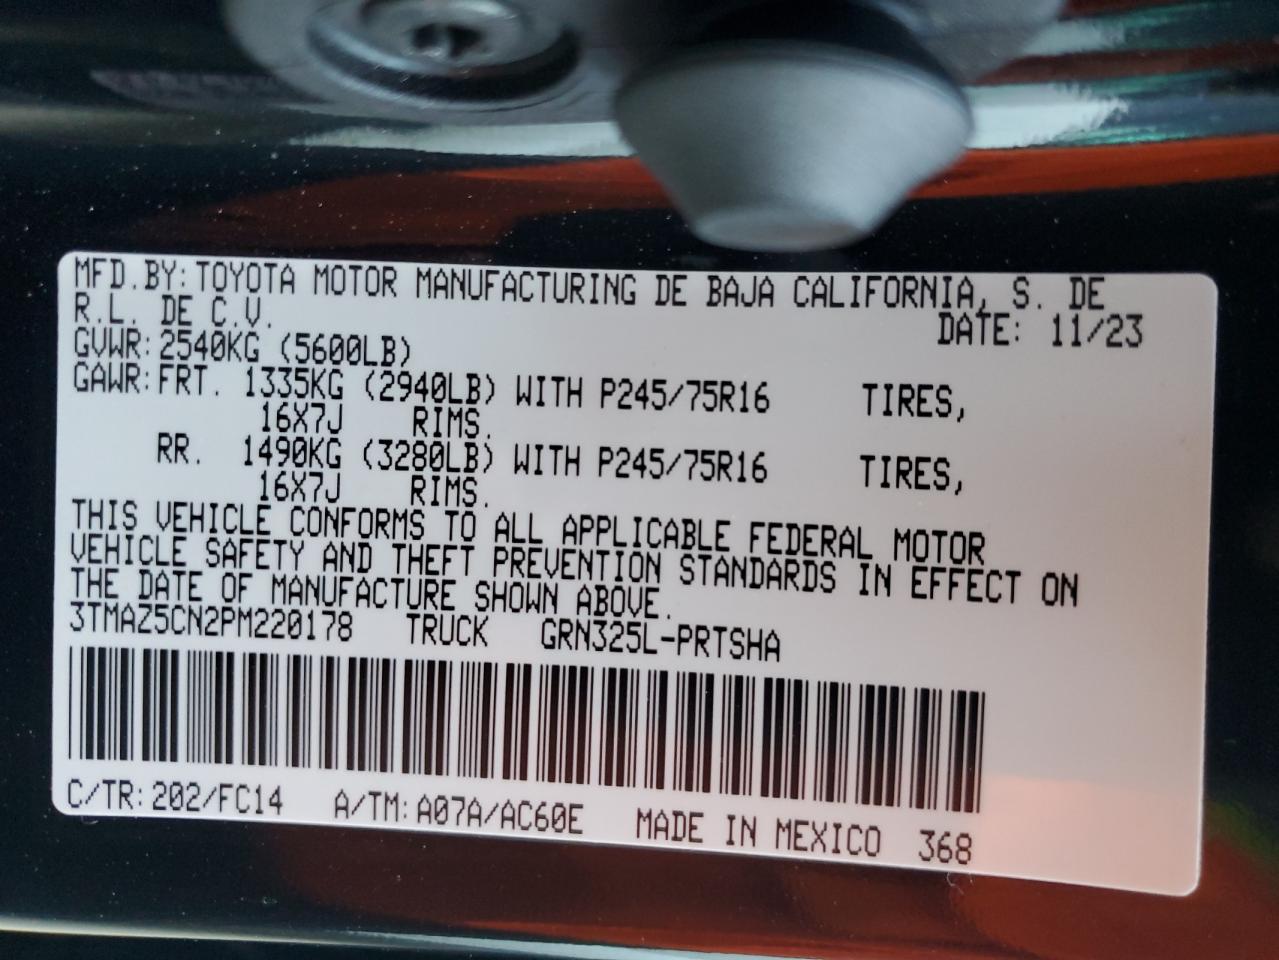 MFD.BY:TOYOTA MOTOR MANUFACTURING DE BAJA CALIFORNIA, S. DE
R.L. DE C.V. DATE: 11/23
GVWR:2540KG (5600LB)
GAWR:FRT. 1335KG (2940LB) WITH P245/75R16 TIRES,
16X7J RIMS.
RR. 1490KG (3280LB) WITH P245/75R16 TIRES,
16X7J RIMS.
THIS VEHICLE CONFORMS TO ALL APPLICABLE FEDERAL MOTOR
VEHICLE SAFETY AND THEFT PREVENTION STANDARDS IN EFFECT ON
THE DATE OF MANUFACTURE SHOWN ABOVE.
3TMAZ5CN2PM220178 TRUCK GRN325L-PRTSHA
C/TR:202/FC14 A/TM:A07A/AC60E MADE IN MEXICO 368